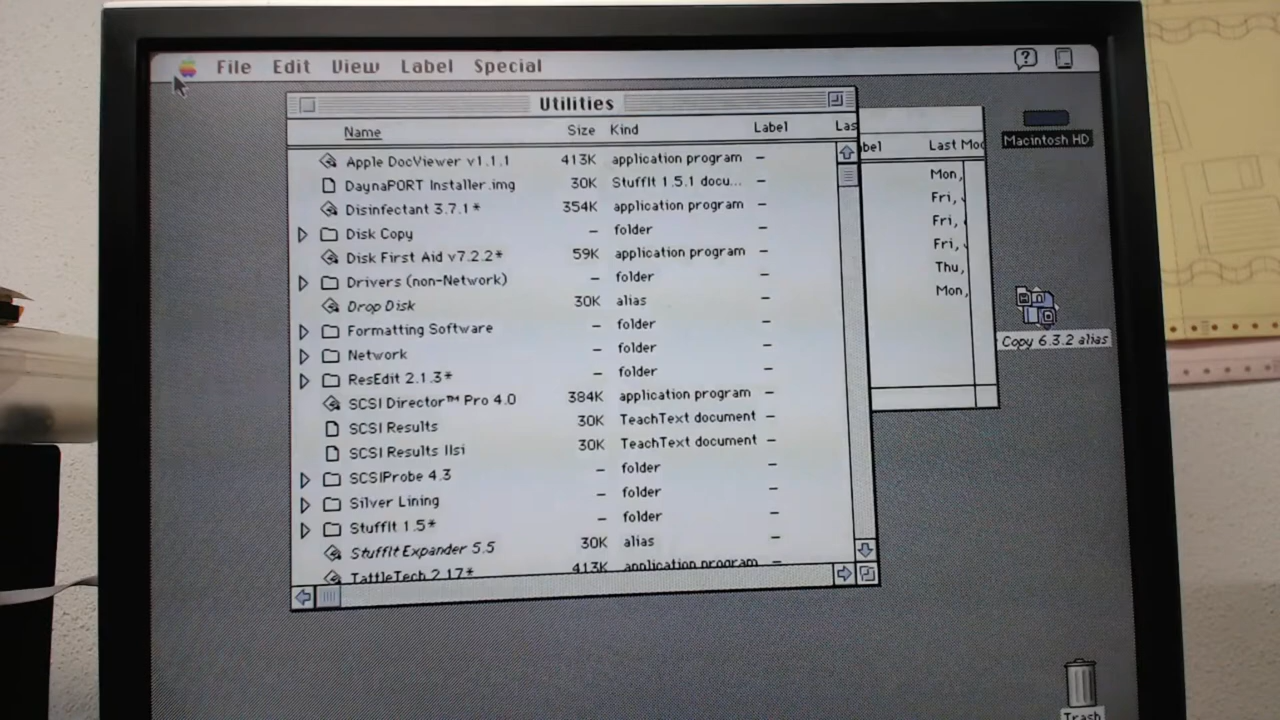 File Edit View Label Special
Utilities
Name Size Kind Label Las
Apple DocViewer v1.1.1 413K application program –
DaynaPORT Installer.img 30K StuffIt 1.5.1 docu... –
Disinfectant 3.7.1* 354K application program –
Disk Copy – folder –
Disk First Aid v7.2.2* 59K application program –
Drivers (non-Network) – folder –
Drop Disk 30K alias –
Formatting Software – folder –
Network – folder –
ResEdit 2.1.3* – folder –
SCSI Director™ Pro 4.0 384K application program –
SCSI Results 30K TeachText document –
SCSI Results IIsi 30K TeachText document –
SCSIProbe 4.3 – folder –
Silver Lining – folder –
StuffIt 1.5* – folder –
StuffIt Expander 5.5 30K alias –
TattleTech 2.17* 413K application program –
bel Last Mod
Mon,
Fri,
Fri,
Fri,
Thu,
Mon,
Macintosh HD
Copy 6.3.2 alias
Trash